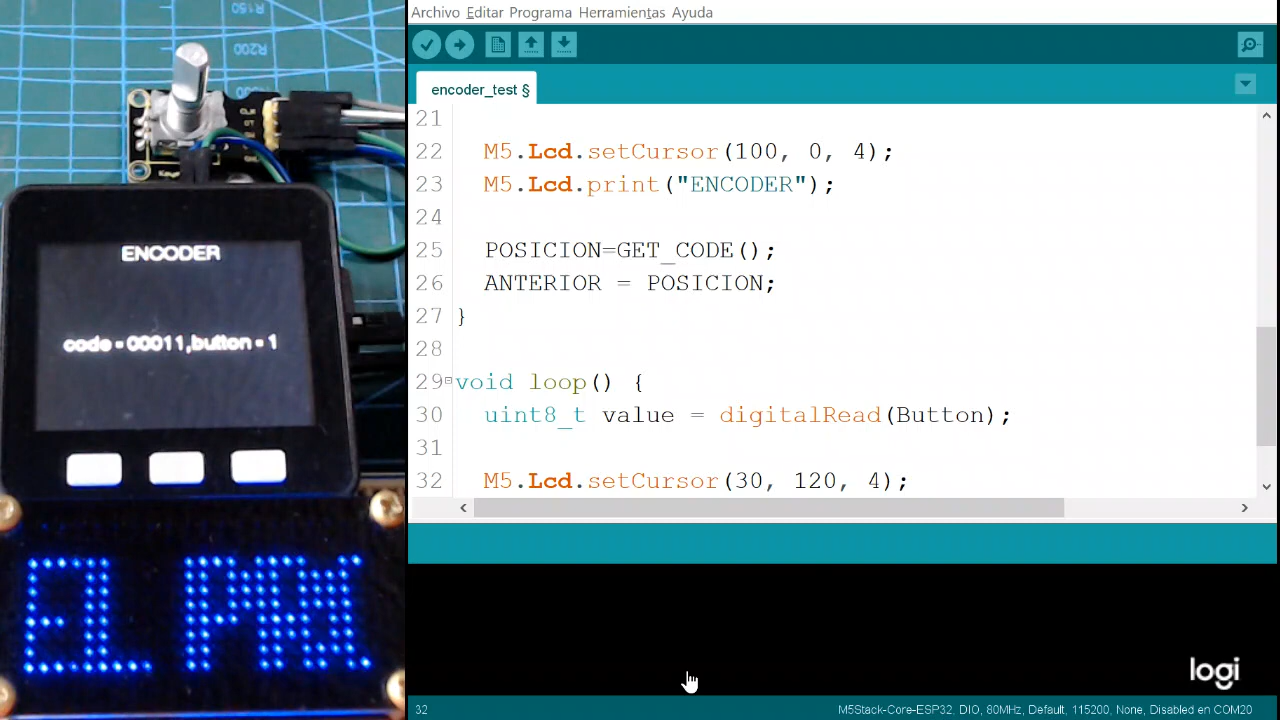 Archivo Editar Programa Herramientas Ayuda
encoder_test §
21
22 M5.Lcd.setCursor(100, 0, 4);
23 M5.Lcd.print("ENCODER");
24
25 POSICION=GET_CODE();
26 ANTERIOR = POSICION;
27 }
28
29 void loop() {
30 uint8_t value = digitalRead(Button);
31
32 M5.Lcd.setCursor(30, 120, 4);
32
M5Stack-Core-ESP32, DIO, 80MHz, Default, 115200, None, Disabled en COM20
logi
R150
R200
ENCODER
code = 00011,button = 1
EL